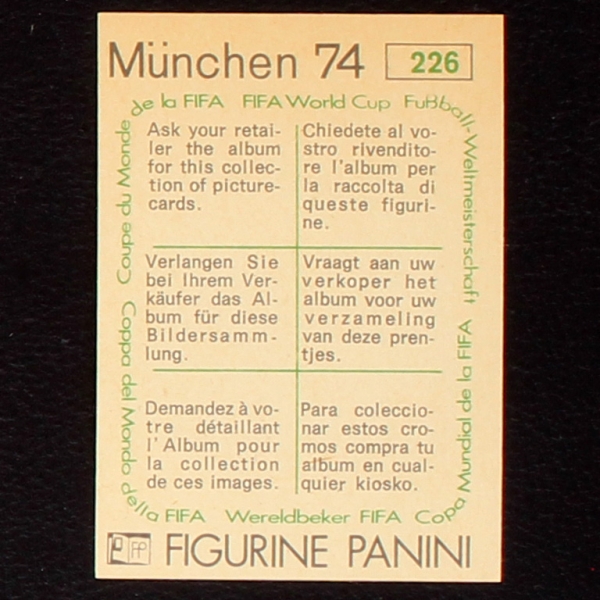 München 74 226
de la FIFA FIFA World Cup Fußball-Weltmeisterschaft
Ask your retai-
ler the album
for this collec-
tion of picture-
cards.
Chiedete al vo-
stro rivendito-
re l'album per
la raccolta di
queste figuri-
ne.
Verlangen Sie
bei Ihrem Ver-
käufer das Al-
bum für diese
Bildersamm-
lung.
Vraagt aan uw
verkoper het
album voor uw
verzameling
van deze pren-
tjes.
Demandez à vo-
tre détaillant
l'Album pour
la collection
de ces images.
Para coleccio-
nar estos cro-
mos compra tu
album en cual-
quier kiosko.
Coupe du Monde
Coppa del Mondo della FIFA Wereldbeker FIFA Copa Mundial de la FIFA
FP FIGURINE PANINI